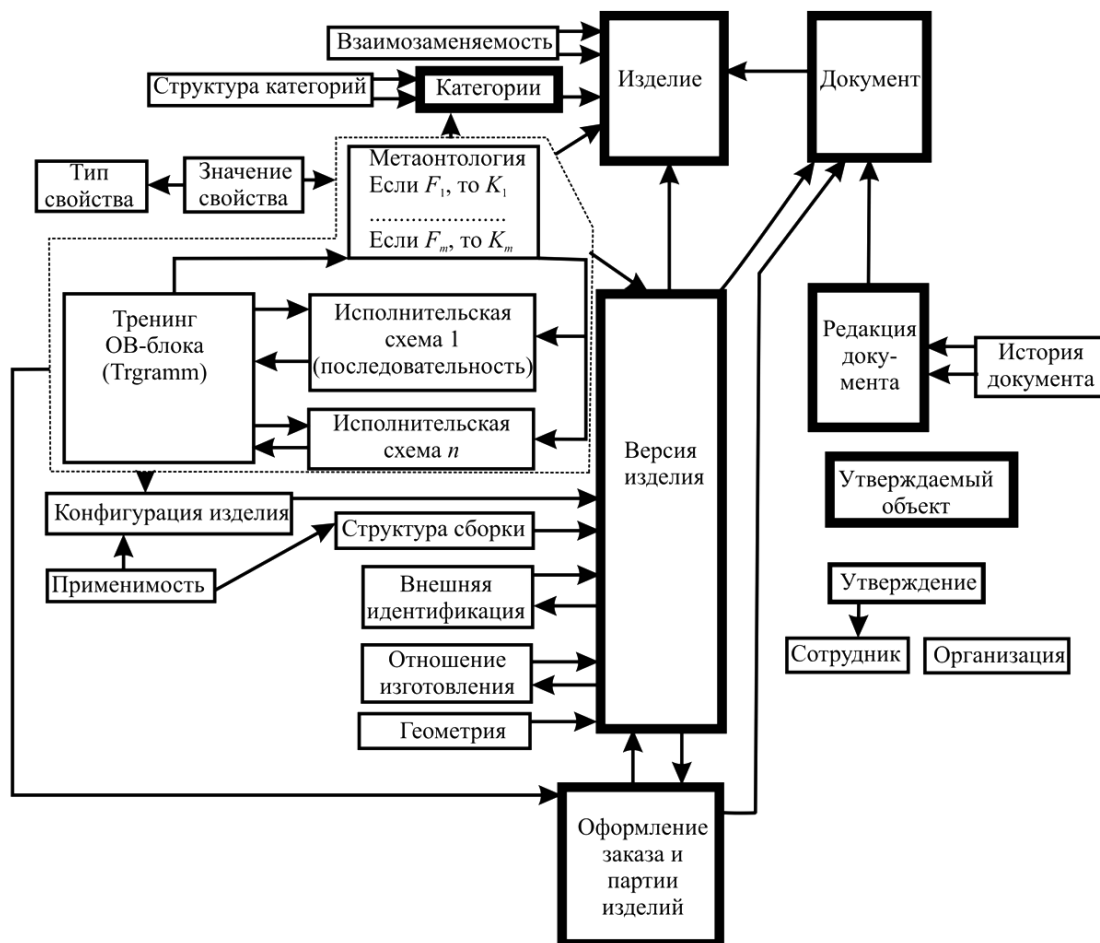 Взаимозаменяемость
Изделие
Документ
Структура категорий
Категории
Тип
свойства
Значение
свойства
Метаонтология
Если F₁, то K₁
.......................
Если Fₘ, то Kₘ
Тренинг
ОВ-блока
(Trgramm)
Исполнительская
схема 1
(последовательность)
Исполнительская
схема n
Версия
изделия
Редакция
доку-
мента
История
документа
Утверждаемый
объект
Конфигурация изделия
Структура сборки
Применимость
Внешняя
идентификация
Утверждение
Сотрудник
Организация
Отношение
изготовления
Геометрия
Оформление
заказа и
партии
изделий